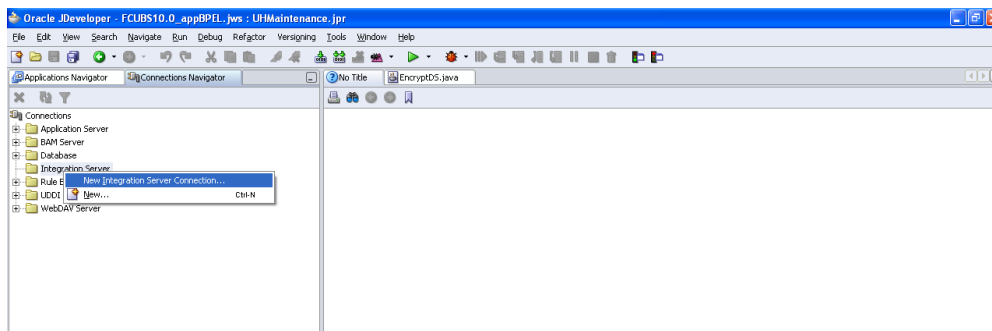 Oracle JDeveloper - FCUBS10.0_appBPEL.jws : UHMaintenance.jpr
File Edit View Search Navigate Run Debug Refactor Versioning Tools Window Help
Applications Navigator Connections Navigator No Title EncryptDS.java
Connections
Application Server
BAM Server
Database
Integration Server
New Integration Server Connection...
Rule
UDDI
New... Ctrl-N
WebDAV Server